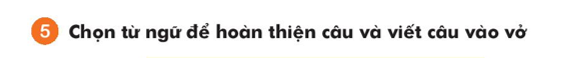 5 Chọn từ ngữ để hoàn thiện câu và viết câu vào vở